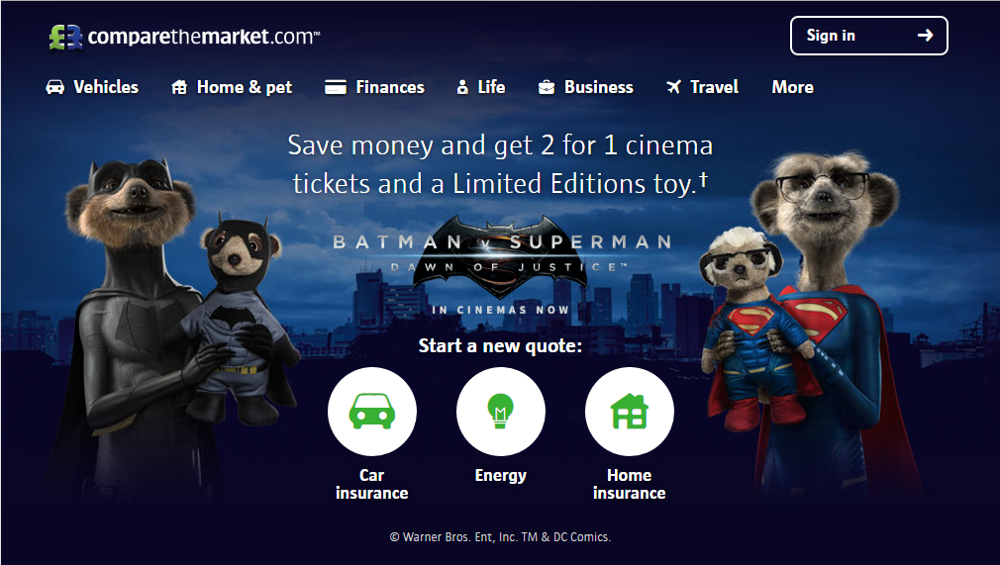 comparethemarket.com™
Sign in
Vehicles Home & pet Finances Life Business Travel More
Save money and get 2 for 1 cinema
tickets and a Limited Editions toy.†
BATMAN v SUPERMAN
DAWN OF JUSTICE™
IN CINEMAS NOW
Start a new quote:
Car
insurance
Energy
Home
insurance
© Warner Bros. Ent, Inc. TM & DC Comics.